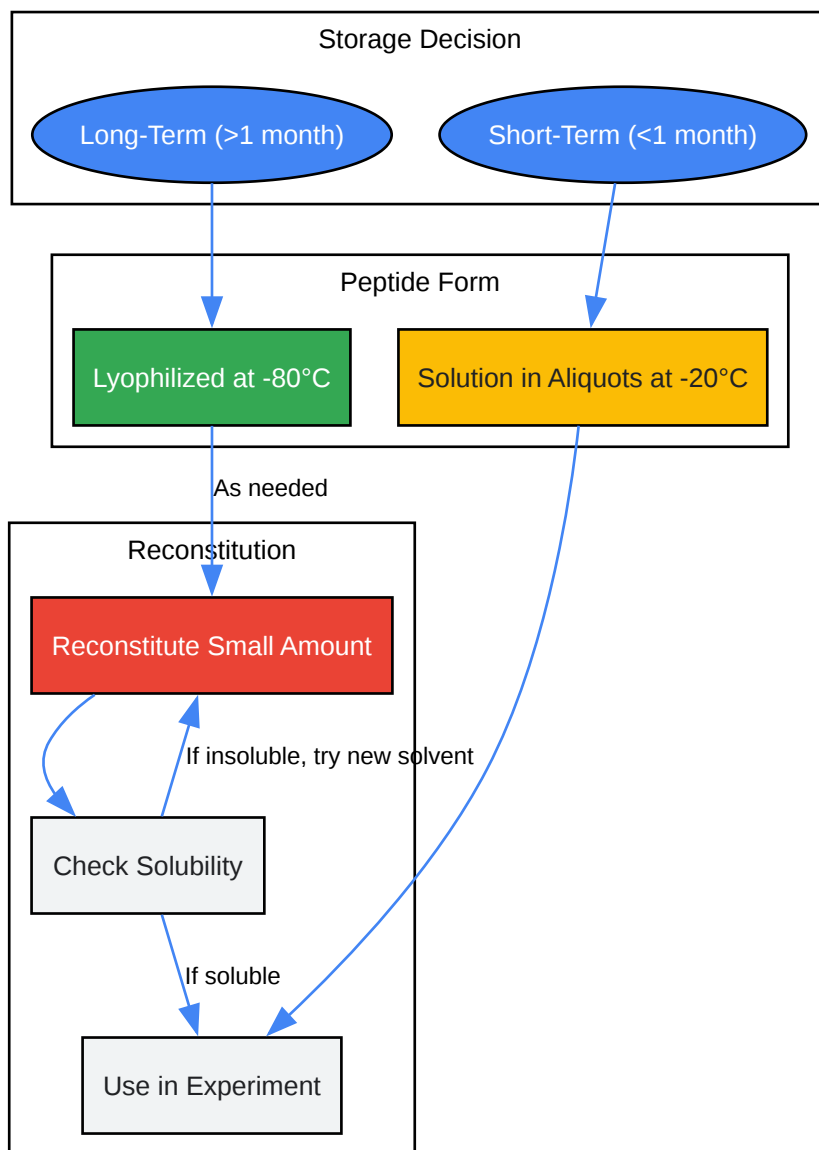 Storage Decision
Long-Term (>1 month)
Short-Term (<1 month)
Peptide Form
Lyophilized at -80°C
Solution in Aliquots at -20°C
As needed
Reconstitution
Reconstitute Small Amount
If insoluble, try new solvent
Check Solubility
If soluble
Use in Experiment